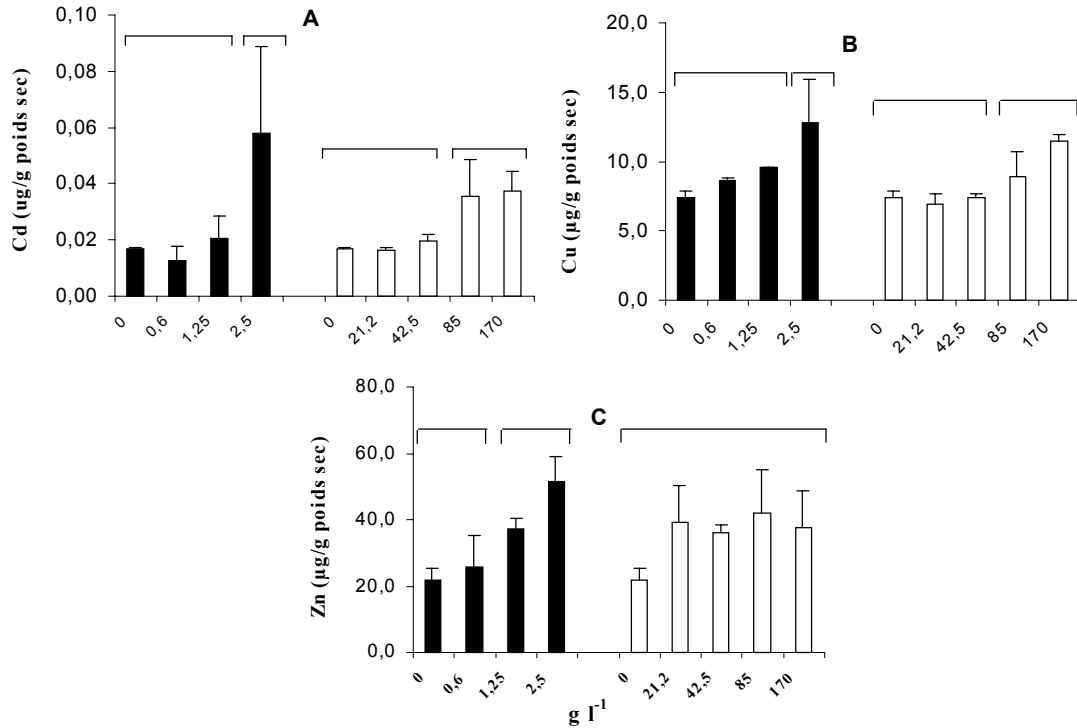 A
Cd (ug/g poids sec)
0,10
0,08
0,06
0,04
0,02
0,00
0 0,6 1,25 2,5 0 21,2 42,5 85 170
B
Cu (µg/g poids sec)
20,0
15,0
10,0
5,0
0,0
0 0,6 1,25 2,5 0 21,2 42,5 85 170
C
Zn (µg/g poids sec)
80,0
60,0
40,0
20,0
0,0
0 0,6 1,25 2,5 0 21,2 42,5 85 170
g l⁻¹